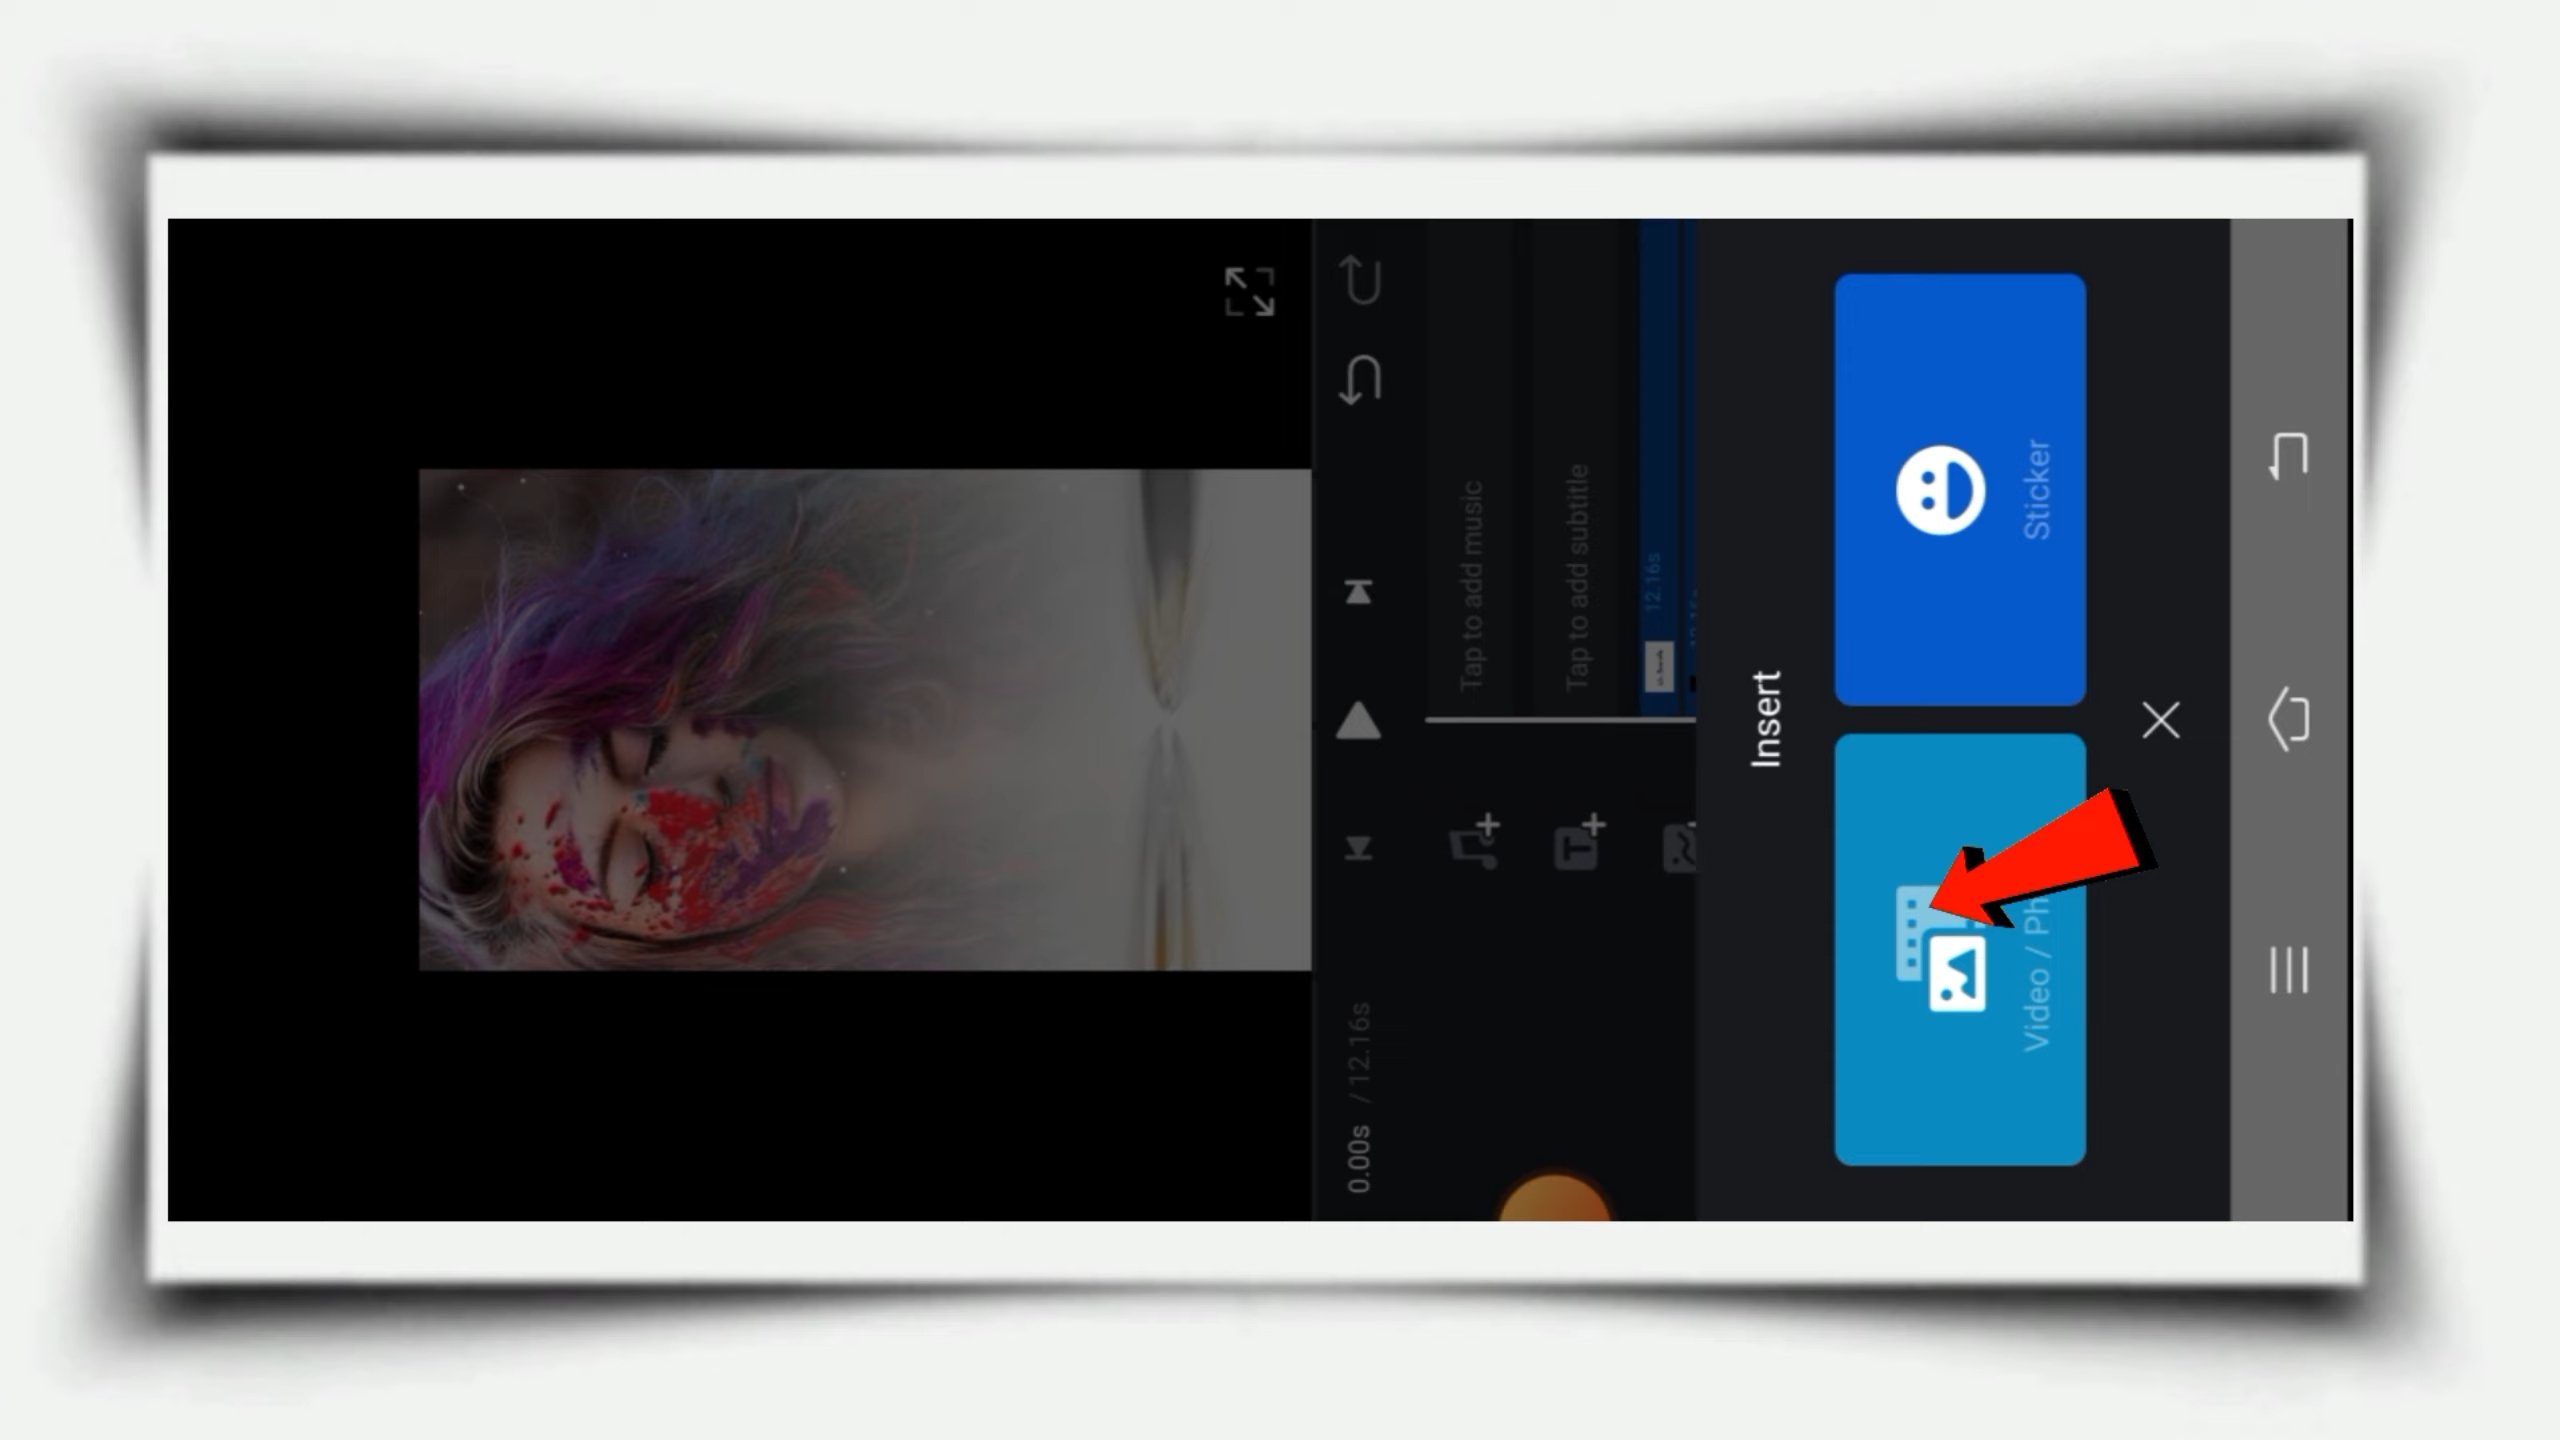 0.00s / 12.16s
Tap to add music
Tap to add subtitle
12.16s
Insert
Video / Ph
Sticker